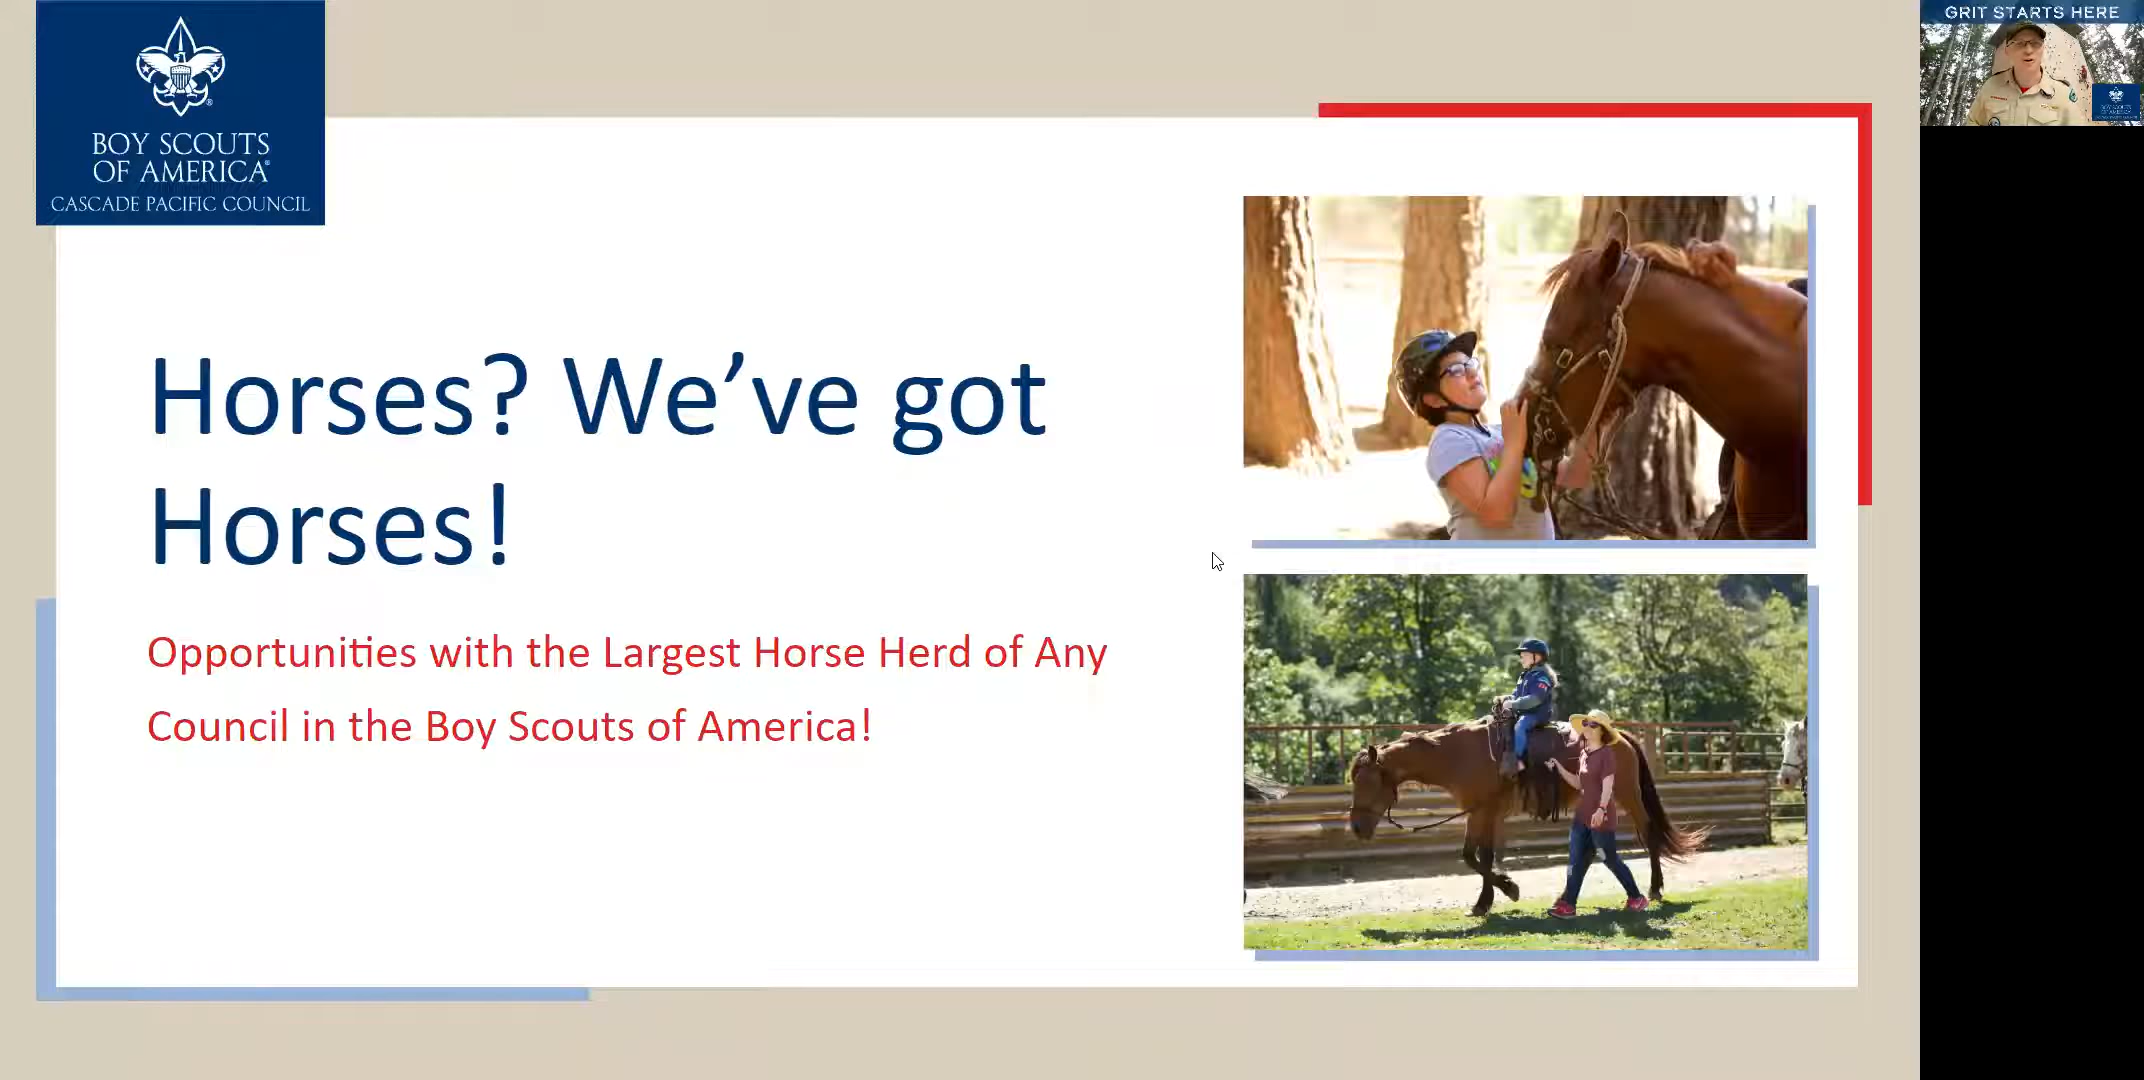 BOY SCOUTS
OF AMERICA®
CASCADE PACIFIC COUNCIL
GRIT STARTS HERE
Horses? We’ve got
Horses!
Opportunities with the Largest Horse Herd of Any
Council in the Boy Scouts of America!